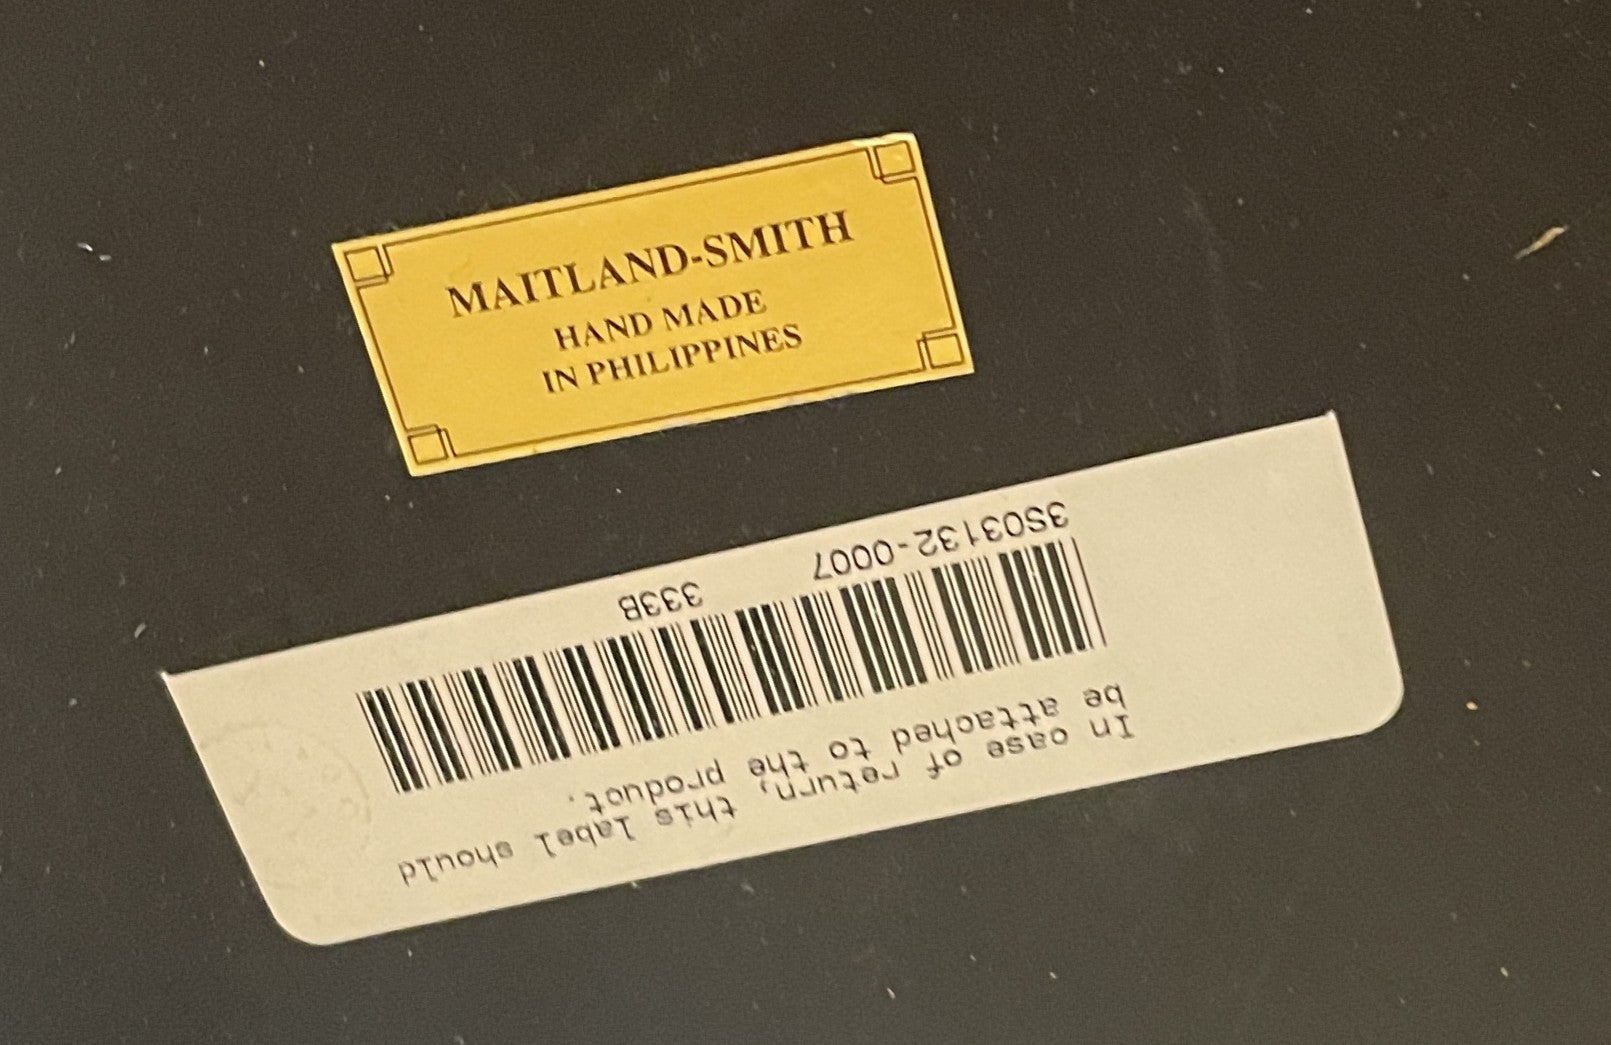 MAITLAND-SMITH
HAND MADE
IN PHILIPPINES
In case of return, this label should
be attached to the product.
3S03132-0007 333B